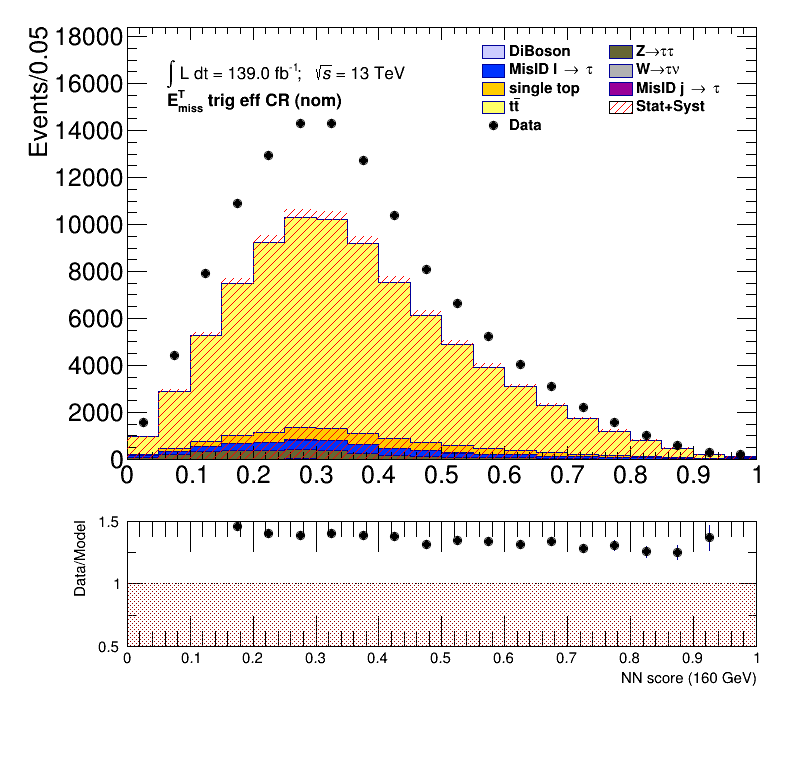 18000
16000
14000
12000
10000
8000
6000
4000
2000
0
Events/0.05
∫ L dt = 139.0 fb⁻¹; √s = 13 TeV
E^T_miss trig eff CR (nom)
DiBoson
MisID l → τ
single top
tt̄
Data
Z→ττ
W→τν
MisID j → τ
Stat+Syst
0 0.1 0.2 0.3 0.4 0.5 0.6 0.7 0.8 0.9 1
Data/Model
1.5
1
0.5
0 0.1 0.2 0.3 0.4 0.5 0.6 0.7 0.8 0.9 1
NN score (160 GeV)